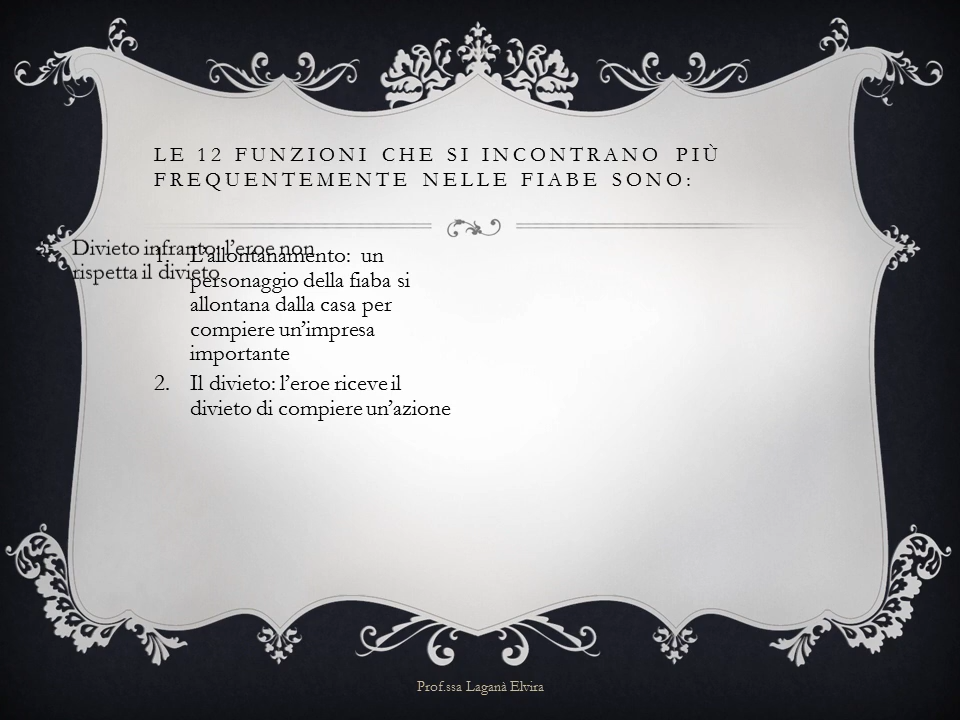 LE 12 FUNZIONI CHE SI INCONTRANO PIÙ
FREQUENTEMENTE NELLE FIABE SONO:
Divieto infranto: l’eroe non
rispetta il divieto
1. L’allontanamento: un
personaggio della fiaba si
allontana dalla casa per
compiere un’impresa
importante
2. Il divieto: l’eroe riceve il
divieto di compiere un’azione
Prof.ssa Laganà Elvira